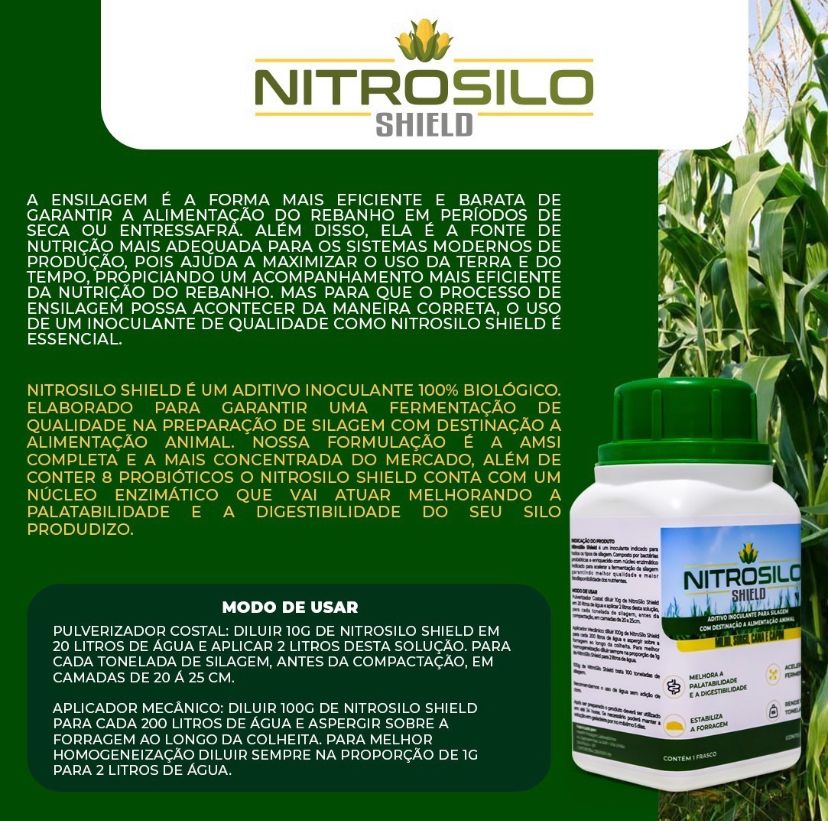 NITROSILO
SHIELD
A ENSILAGEM É A FORMA MAIS EFICIENTE E BARATA DE
GARANTIR A ALIMENTAÇÃO DO REBANHO EM PERÍODOS DE
SECA OU ENTRESSAFRA. ALÉM DISSO, ELA É A FONTE DE
NUTRIÇÃO MAIS ADEQUADA PARA OS SISTEMAS MODERNOS DE
PRODUÇÃO, POIS AJUDA A MAXIMIZAR O USO DA TERRA E DO
TEMPO, PROPICIANDO UM ACOMPANHAMENTO MAIS EFICIENTE
DA NUTRIÇÃO DO REBANHO. MAS PARA QUE O PROCESSO DE
ENSILAGEM POSSA ACONTECER DA MANEIRA CORRETA, O USO
DE UM INOCULANTE DE QUALIDADE COMO NITROSILO SHIELD É
ESSENCIAL.
NITROSILO SHIELD É UM ADITIVO INOCULANTE 100% BIOLÓGICO.
ELABORADO PARA GARANTIR UMA FERMENTAÇÃO DE
QUALIDADE NA PREPARAÇÃO DE SILAGEM COM DESTINAÇÃO A
ALIMENTAÇÃO ANIMAL. NOSSA FORMULAÇÃO É A AMSI
COMPLETA E A MAIS CONCENTRADA DO MERCADO, ALÉM DE
CONTER 8 PROBIÓTICOS O NITROSILO SHIELD CONTA COM UM
NÚCLEO ENZIMÁTICO QUE VAI ATUAR MELHORANDO A
PALATABILIDADE E A DIGESTIBILIDADE DO SEU SILO
PRODUDIZO.
MODO DE USAR
PULVERIZADOR COSTAL: DILUIR 10G DE NITROSILO SHIELD EM
20 LITROS DE ÁGUA E APLICAR 2 LITROS DESTA SOLUÇÃO. PARA
CADA TONELADA DE SILAGEM, ANTES DA COMPACTAÇÃO, EM
CAMADAS DE 20 Á 25 CM.
APLICADOR MECÂNICO: DILUIR 100G DE NITROSILO SHIELD
PARA CADA 200 LITROS DE ÁGUA E ASPERGIR SOBRE A
FORRAGEM AO LONGO DA COLHEITA. PARA MELHOR
HOMOGENEIZAÇÃO DILUIR SEMPRE NA PROPORÇÃO DE 1G
PARA 2 LITROS DE ÁGUA.
INDICAÇÃO DO PRODUTO
MODO DE USAR
NITROSILO
SHIELD
ADITIVO INOCULANTE PARA SILAGEM
COM DESTINAÇÃO A ALIMENTAÇÃO ANIMAL
MELHORA A
PALATABILIDADE
E A DIGESTIBILIDADE
ESTABILIZA
A FORRAGEM
CONTÉM 1 FRASCO